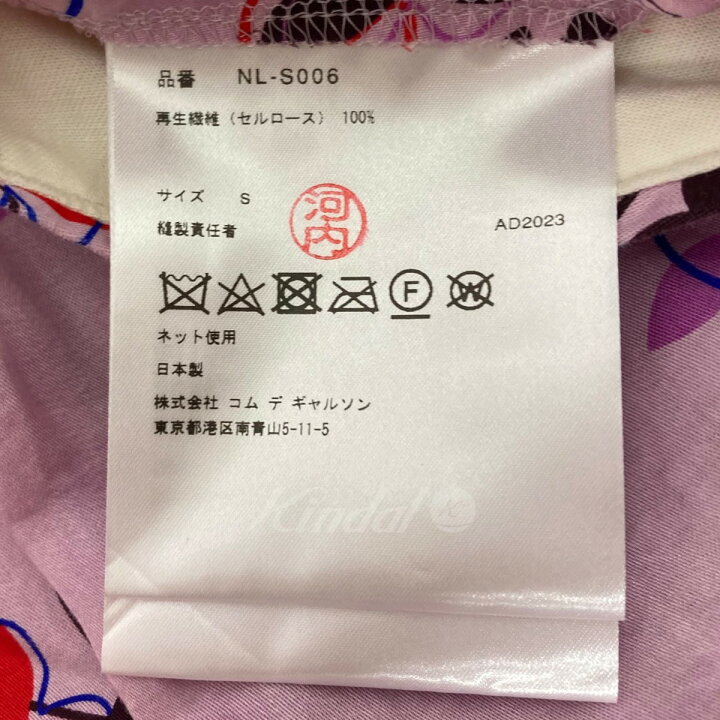 品番 NL-S006
再生繊維（セルロース） 100%
サイズ S
縫製責任者 河内 AD2023
F W
ネット使用
日本製
株式会社 コム デ ギャルソン
東京都港区南青山5-11-5
Kindal